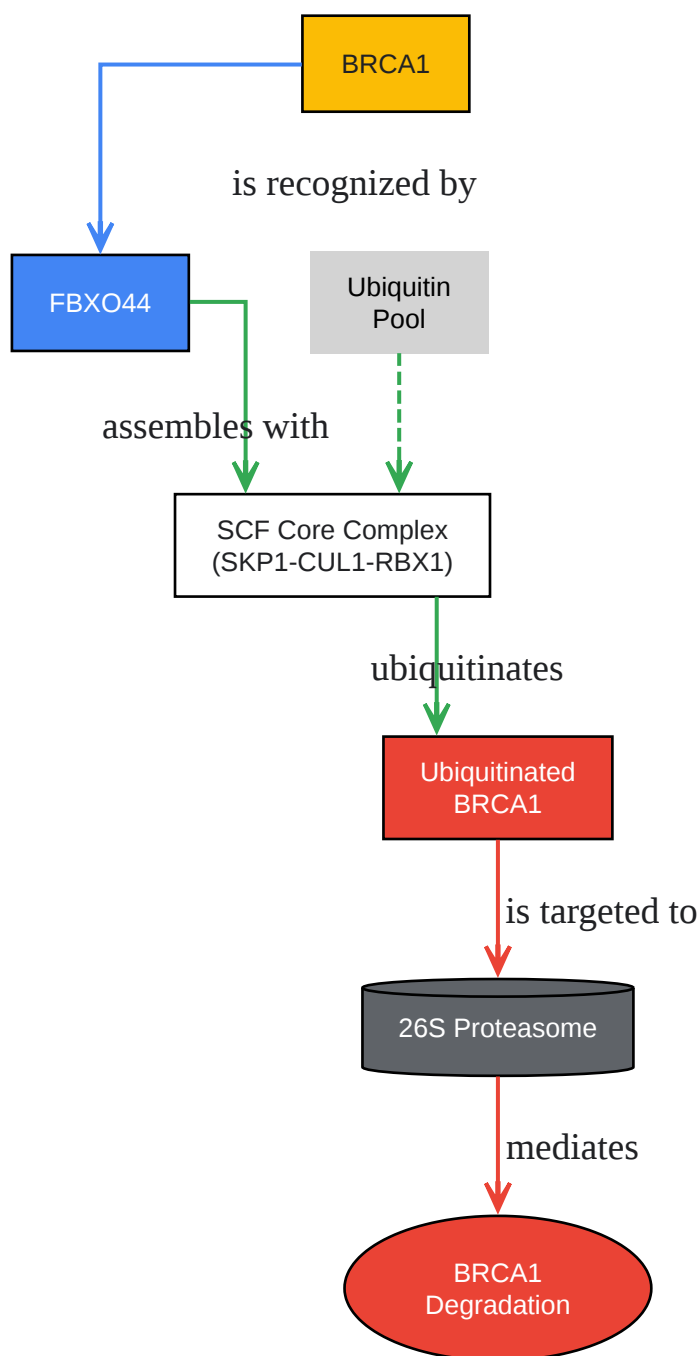 BRCA1
is recognized by
FBXO44
Ubiquitin
Pool
assembles with
SCF Core Complex
(SKP1-CUL1-RBX1)
ubiquitinates
Ubiquitinated
BRCA1
is targeted to
26S Proteasome
mediates
BRCA1
Degradation